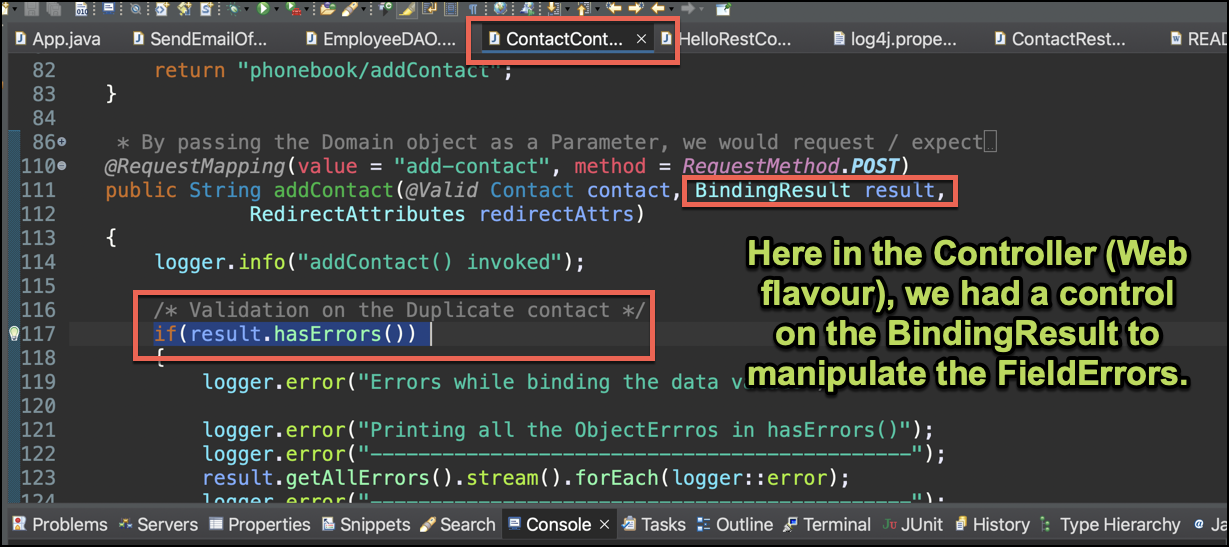 App.java SendEmailOf... EmployeeDAO.... ContactCont... × HelloRestCo... log4j.prope... ContactRest... READ
82 return "phonebook/addContact";
83 }
84
86 * By passing the Domain object as a Parameter, we would request / expect
110 @RequestMapping(value = "add-contact", method = RequestMethod.POST)
111 public String addContact(@Valid Contact contact, BindingResult result,
112 RedirectAttributes redirectAttrs)
113 {
114 logger.info("addContact() invoked");
115
116 /* Validation on the Duplicate contact */
117 if(result.hasErrors())
118 {
119 logger.error("Errors while binding the data v
120
121 logger.error("Printing all the ObjectErrros in hasErrors()");
122 logger.error("---------------------------------------------");
123 result.getAllErrors().stream().forEach(logger::error);
124 logger.error("---------------------------------------------");
Here in the Controller (Web
flavour), we had a control
on the BindingResult to
manipulate the FieldErrors.
Problems Servers Properties Snippets Search Console × Tasks Outline Terminal JUnit History Type Hierarchy Ja